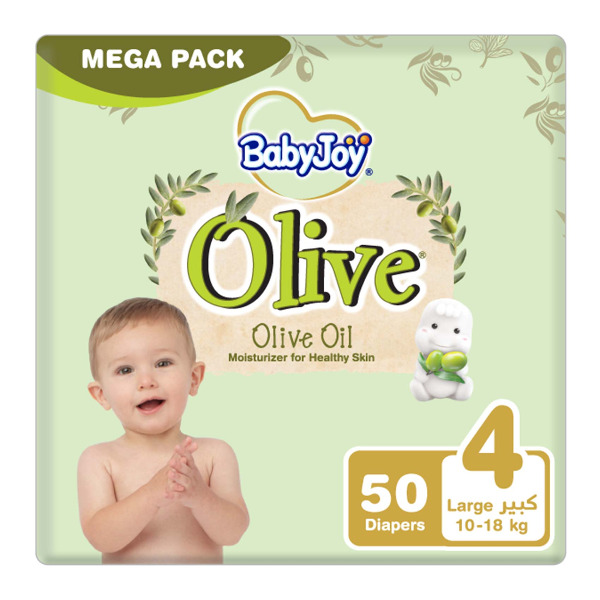 MEGA PACK
BabyJoy®
Olive®
Olive Oil
Moisturizer for Healthy Skin
50
Diapers
4
Large كبير
10-18 kg